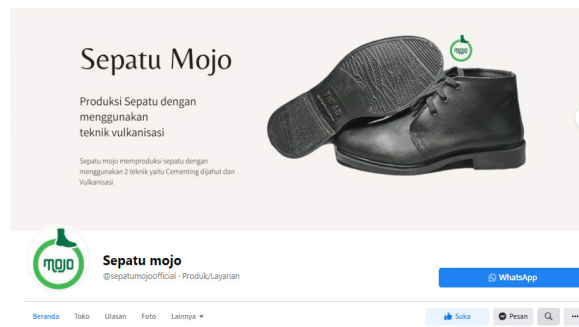 Sepatu Mojo
mojo
Produksi Sepatu dengan
menggunakan
teknik vulkanisasi
Sepatu mojo memproduksi sepatu dengan
menggunakan 2 teknik yaitu Cementing dijahut dan
Vulkanisasi
mojo
Sepatu mojo
@sepatumojoofficial · Produk/Layanan
WhatsApp
Beranda Toko Ulasan Foto Lainnya
Suka Pesan